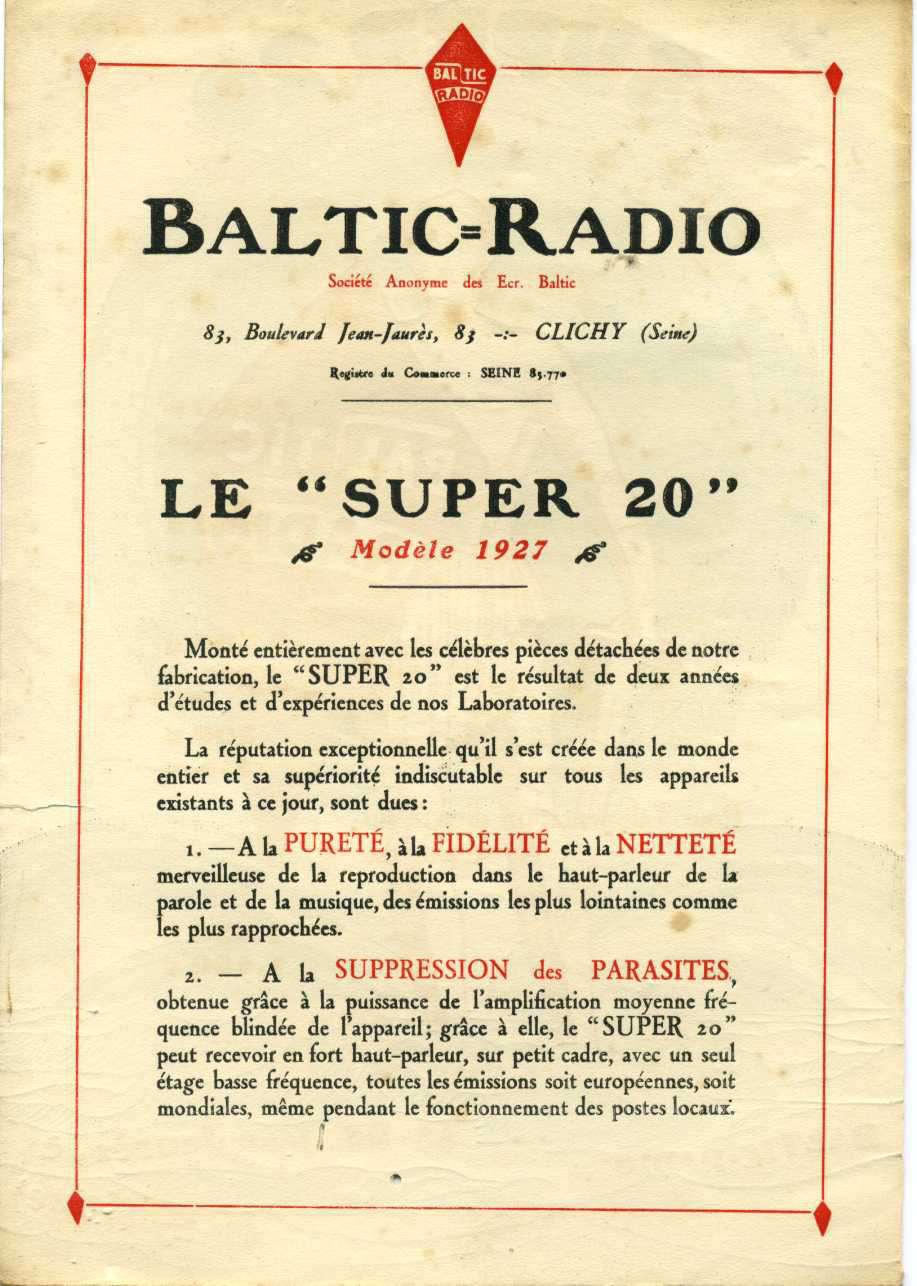 BALTIC
RADIO
BALTIC=RADIO
Société Anonyme des Ecr. Baltic
83, Boulevard Jean-Jaurès, 83 -:- CLICHY (Seine)
Registre du Commerce : SEINE 85.770
LE “SUPER 20”
Modèle 1927
Monté entièrement avec les célèbres pièces détachées de notre
fabrication, le “SUPER 20” est le résultat de deux années
d'études et d'expériences de nos Laboratoires.
La réputation exceptionnelle qu'il s'est créée dans le monde
entier et sa supériorité indiscutable sur tous les appareils
existants à ce jour, sont dues :
1. — A la PURETÉ, à la FIDÉLITÉ et à la NETTETÉ
merveilleuse de la reproduction dans le haut-parleur de la
parole et de la musique, des émissions les plus lointaines comme
les plus rapprochées.
2. — A la SUPPRESSION des PARASITES,
obtenue grâce à la puissance de l'amplification moyenne fré-
quence blindée de l'appareil ; grâce à elle, le “SUPER 20”
peut recevoir en fort haut-parleur, sur petit cadre, avec un seul
étage basse fréquence, toutes les émissions soit européennes, soit
mondiales, même pendant le fonctionnement des postes locaux.